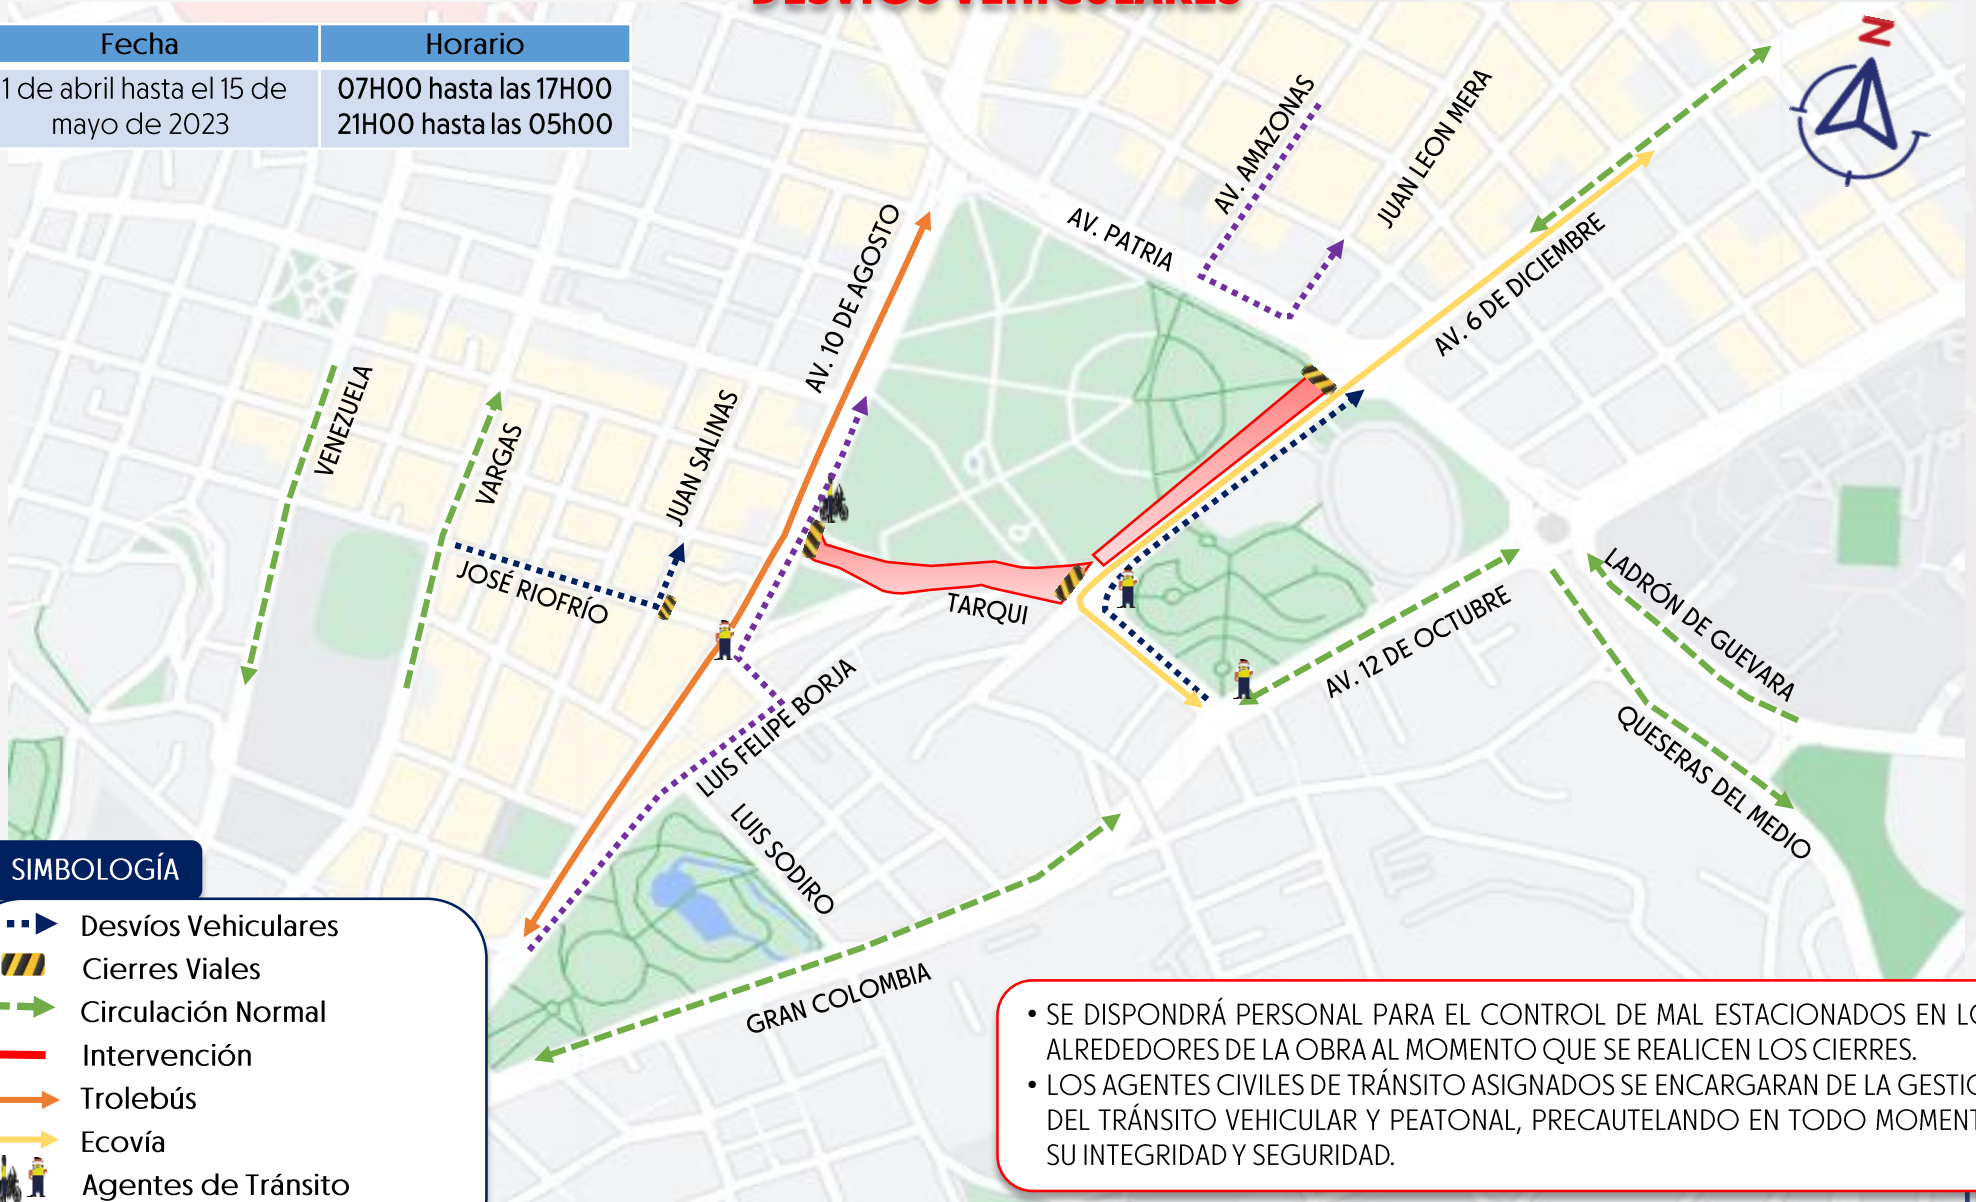 DESVÍOS VEHICULARES
Fecha
Horario
1 de abril hasta el 15 de
mayo de 2023
07H00 hasta las 17H00
21H00 hasta las 05h00
N
AV. AMAZONAS
JUAN LEON MERA
AV. PATRIA
AV. 10 DE AGOSTO
AV. 6 DE DICIEMBRE
VENEZUELA
VARGAS
JUAN SALINAS
JOSÉ RIOFRÍO
TARQUI
LADRÓN DE GUEVARA
AV. 12 DE OCTUBRE
LUIS FELIPE BORJA
QUESERAS DEL MEDIO
LUIS SODIRO
GRAN COLOMBIA
SIMBOLOGÍA
Desvíos Vehiculares
Cierres Viales
Circulación Normal
Intervención
Trolebús
Ecovía
Agentes de Tránsito
• SE DISPONDRÁ PERSONAL PARA EL CONTROL DE MAL ESTACIONADOS EN LO
ALREDEDORES DE LA OBRA AL MOMENTO QUE SE REALICEN LOS CIERRES.
• LOS AGENTES CIVILES DE TRÁNSITO ASIGNADOS SE ENCARGARAN DE LA GESTIO
DEL TRÁNSITO VEHICULAR Y PEATONAL, PRECAUTELANDO EN TODO MOMENT
SU INTEGRIDAD Y SEGURIDAD.